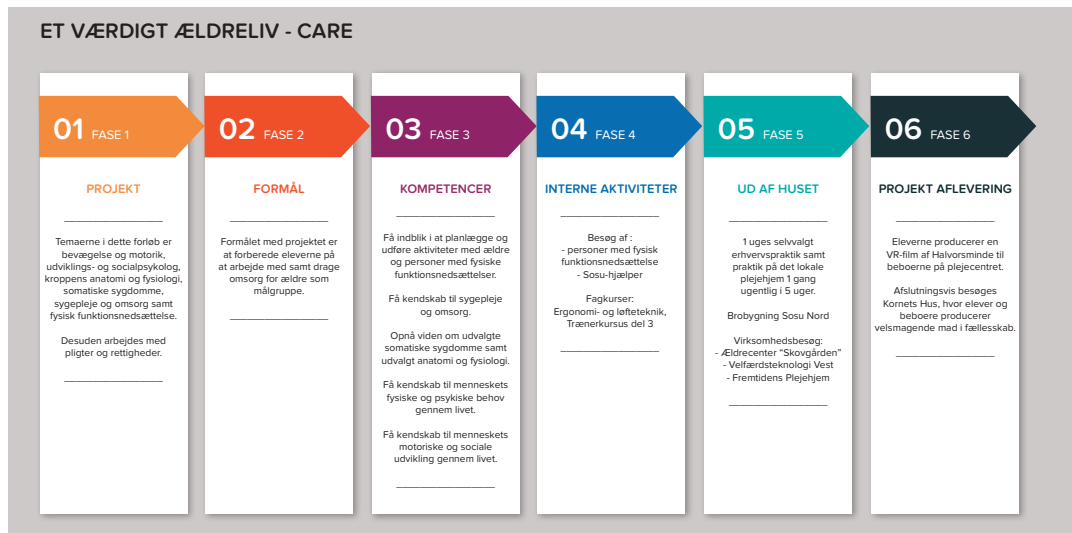 ET VÆRDIGT ÆLDRELIV - CARE
01 FASE 1
PROJEKT
Temaerne i dette forløb er
bevægelse og motorik,
udviklings- og socialpsykolog,
kroppens anatomi og fysiologi,
somatiske sygdomme,
sygepleje og omsorg samt
fysisk funktionsnedsættelse.
Desuden arbejdes med
pligter og rettigheder.
02 FASE 2
FORMÅL
Formålet med projektet er
at forberede eleverne på
at arbejde med samt drage
omsorg for ældre som
målgruppe.
03 FASE 3
KOMPETENCER
Få indblik i at planlægge og
udføre aktiviteter med ældre
og personer med fysiske
funktionsnedsættelser.
Få kendskab til sygepleje
og omsorg.
Opnå viden om udvalgte
somatiske sygdomme samt
udvalgt anatomi og fysiologi.
Få kendskab til menneskets
fysiske og psykiske behov
gennem livet.
Få kendskab til menneskets
motoriske og sociale
udvikling gennem livet.
04 FASE 4
INTERNE AKTIVITETER
Besøg af :
- personer med fysisk
funktionsnedsættelse
- Sosu-hjælper
Fagkurser:
Ergonomi- og løfteteknik,
Trænerkursus del 3
05 FASE 5
UD AF HUSET
1 uges selvvalgt
erhvervspraktik samt
praktik på det lokale
plejehjem 1 gang
ugentlig i 5 uger.
Brobygning Sosu Nord
Virksomhedsbesøg:
- Ældrecenter “Skovgården”
- Velfærdsteknologi Vest
- Fremtidens Plejehjem
06 FASE 6
PROJEKT AFLEVERING
Eleverne producerer en
VR-film af Halvorsminde til
beboerne på plejecentret.
Afslutningsvis besøges
Kornets Hus, hvor elever og
beboere producerer
velsmagende mad i fællesskab.